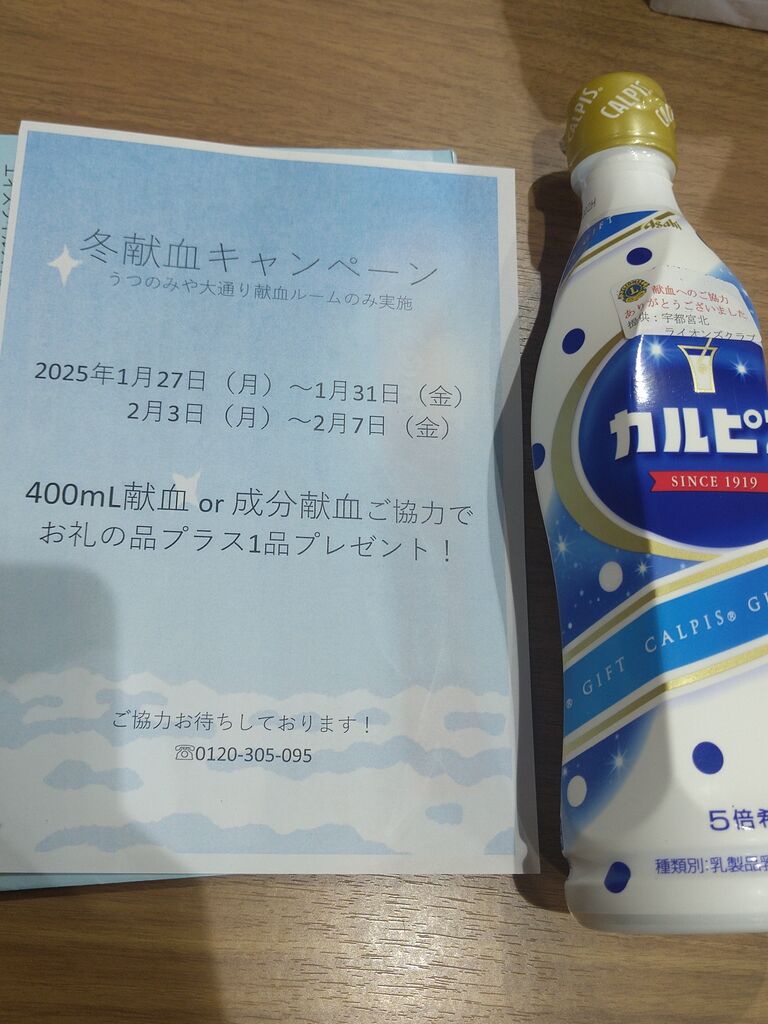 冬献血キャンペーン
うつのみや大通り献血ルームのみ実施
2025年1月27日（月）～1月31日（金）
2月3日（月）～2月7日（金）
400mL献血 or 成分献血ご協力で
お礼の品プラス1品プレゼント！
ご協力お待ちしております！
☏0120-305-095
CALPIS®
Asahi
献血へのご協力
ありがとうございました
提供：宇都宮北
ライオンズクラブ
カルピ
SINCE 1919
GIFT CALPIS®
5倍希
種類別:乳製品乳